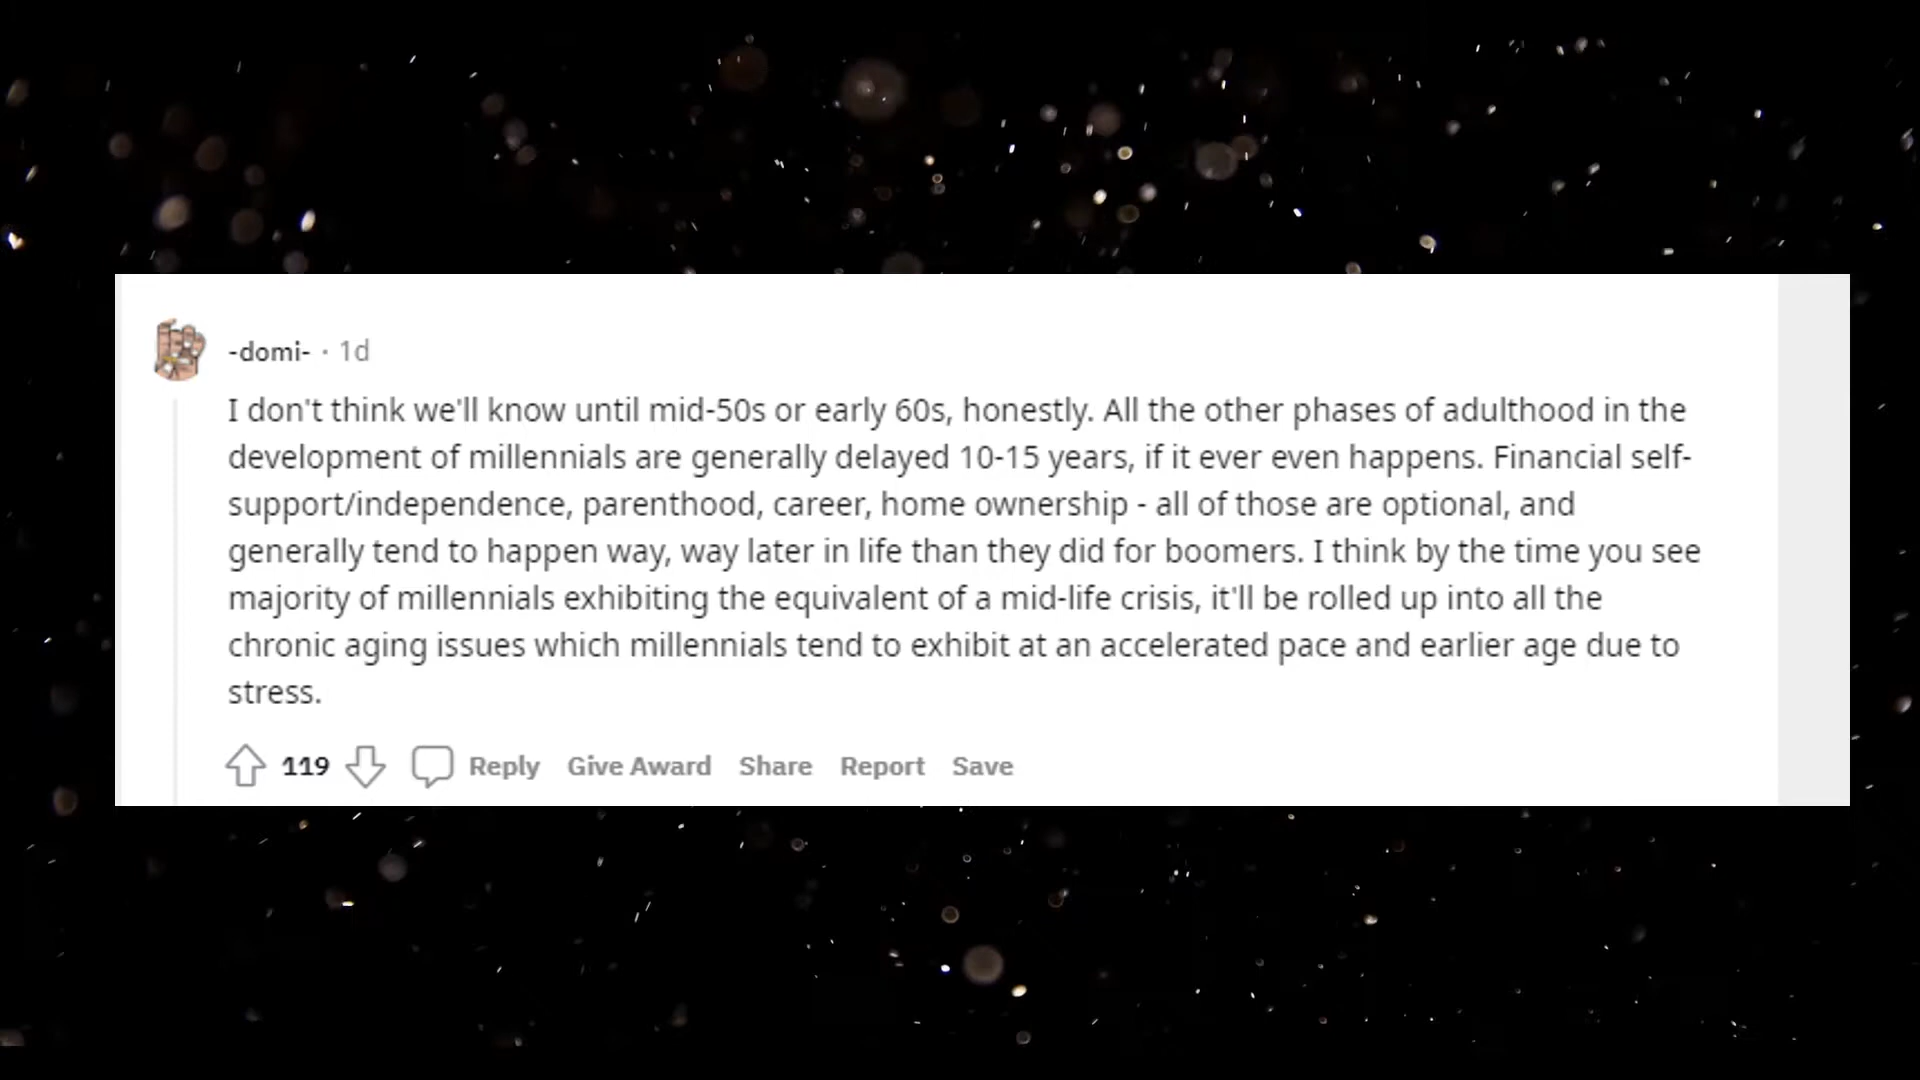 -domi- · 1d
I don't think we'll know until mid-50s or early 60s, honestly. All the other phases of adulthood in the
development of millennials are generally delayed 10-15 years, if it ever even happens. Financial self-
support/independence, parenthood, career, home ownership - all of those are optional, and
generally tend to happen way, way later in life than they did for boomers. I think by the time you see
majority of millennials exhibiting the equivalent of a mid-life crisis, it'll be rolled up into all the
chronic aging issues which millennials tend to exhibit at an accelerated pace and earlier age due to
stress.
119 Reply Give Award Share Report Save